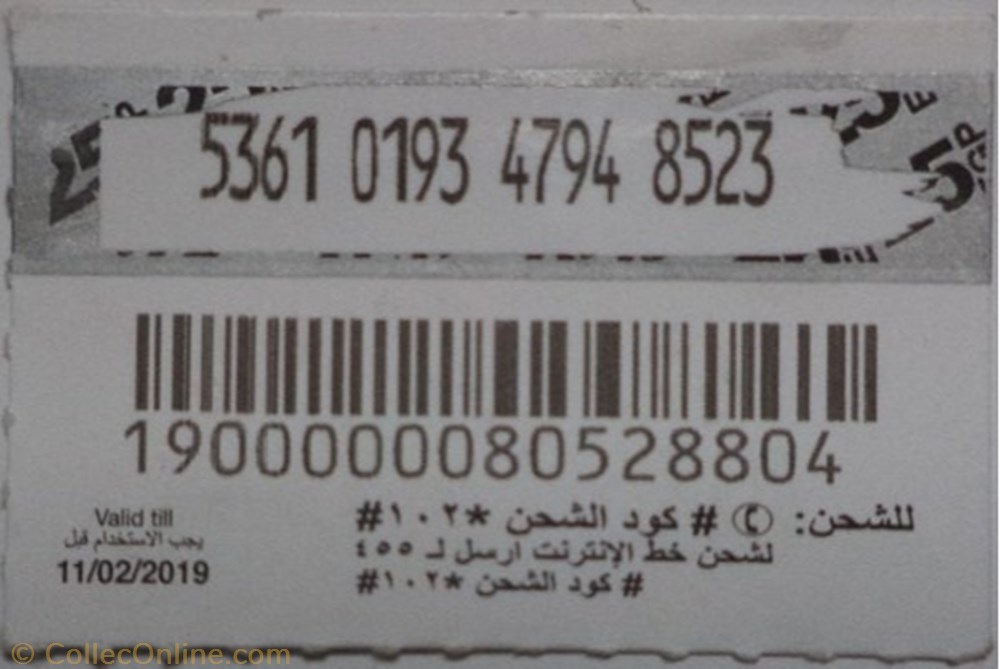 5361 0193 4794 8523
1900000080528804
للشحن: # كود الشحن *١٠٢#
لشحن خط الإنترنت ارسل لـ ٤٥٥
# كود الشحن *١٠٢#
Valid till
يجب الاستخدام قبل
11/02/2019
© CollecOnline.com